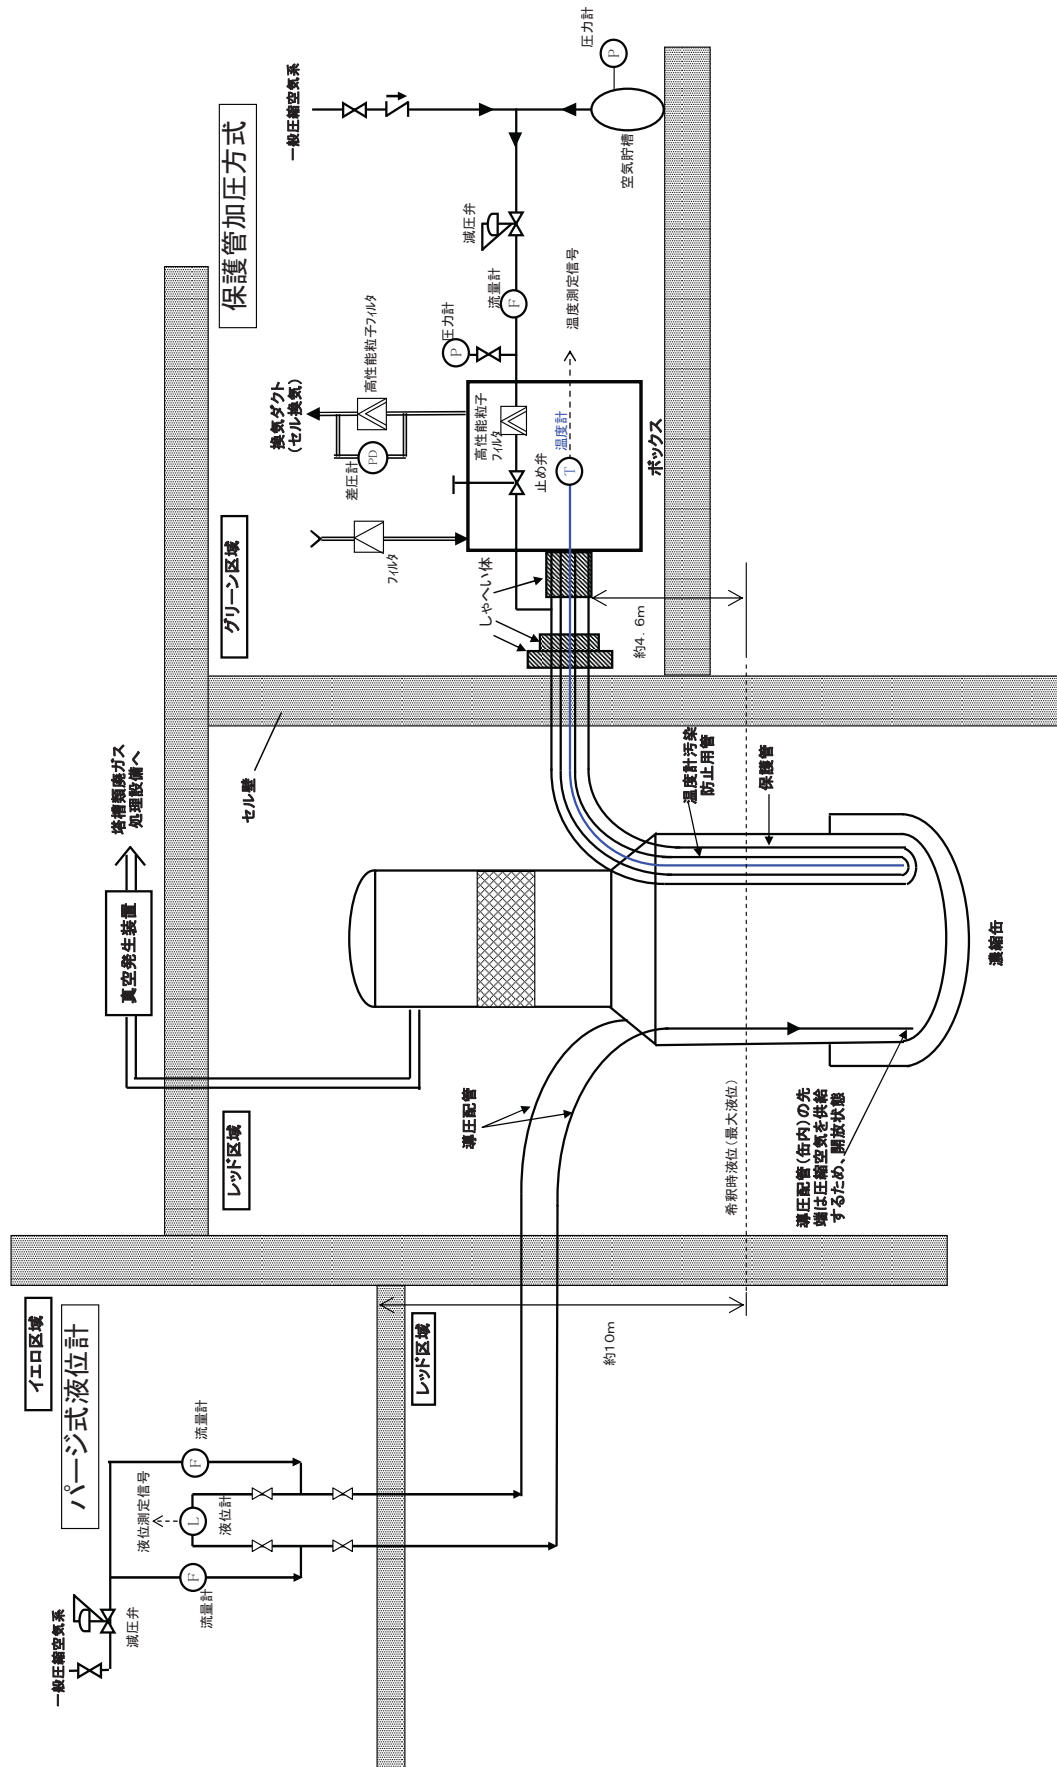 パージ式液位計
保護管加圧方式
イエロ区域
一般圧縮空気系
減圧弁
流量計
F
液位測定信号
L
液位計
F
流量計
レッド区域
約10m
レッド区域
導圧配管
真空発生装置
塔槽類廃ガス
処理設備へ
セル壁
グリーン区域
希釈時液位(最大液位)
導圧配管(缶内)の先
端は圧縮空気を供給
するため、開放状態
濃縮缶
温度計汚染
防止用管
保護管
約4.6m
しゃへい体
フィルタ
差圧計
PD
換気ダクト
(セル換気)
高性能粒子フィルタ
止め弁
高性能粒子
フィルタ
T
温度計
ボックス
温度測定信号
圧力計
P
流量計
F
減圧弁
一般圧縮空気系
空気貯槽
圧力計
P